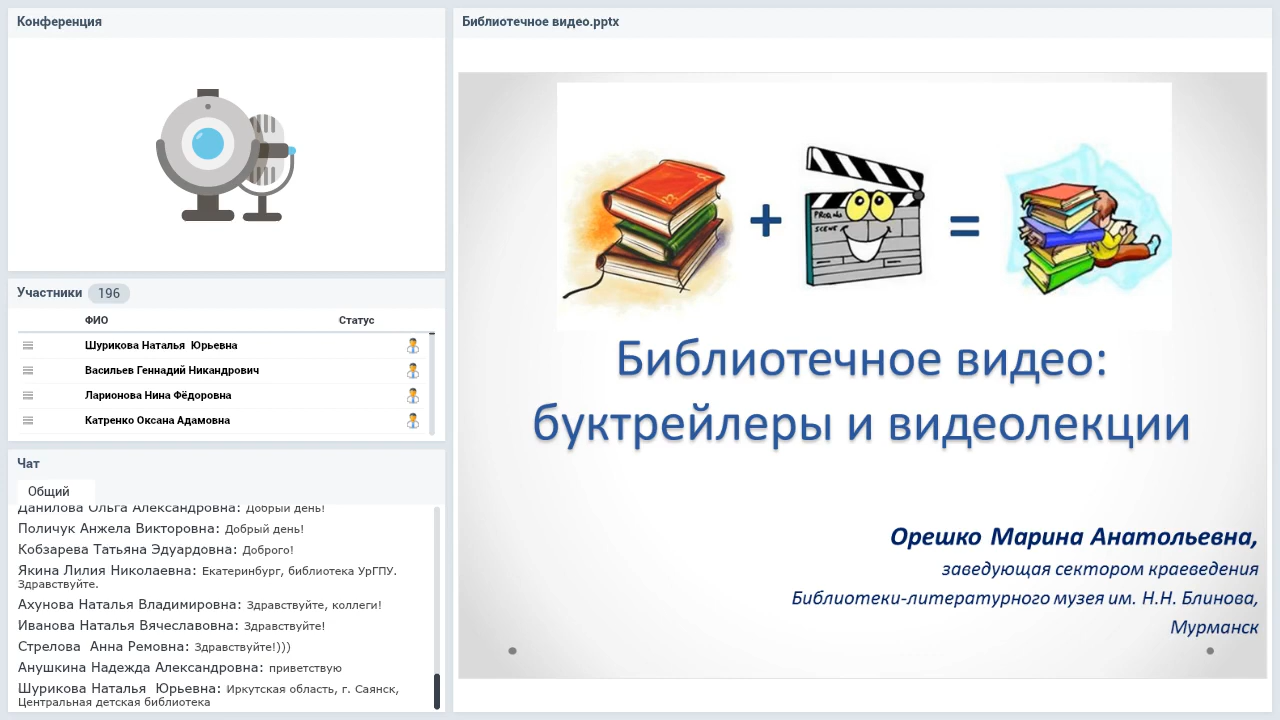 Конференция
Участники 196
ФИО Статус
Шурикова Наталья Юрьевна
Васильев Геннадий Никандрович
Ларионова Нина Фёдоровна
Катренко Оксана Адамовна
Чат
Общий
Данилова Ольга Александровна: Добрый день!
Поличук Анжела Викторовна: Добрый день!
Кобзарева Татьяна Эдуардовна: Доброго!
Якина Лилия Николаевна: Екатеринбург, библиотека УрГПУ.
Здравствуйте.
Ахунова Наталья Владимировна: Здравствуйте, коллеги!
Иванова Наталья Вячеславовна: Здравствуйте!
Стрелова Анна Ремовна: Здравствуйте!)))
Анушкина Надежда Александровна: приветствую
Шурикова Наталья Юрьевна: Иркутская область, г. Саянск,
Центральная детская библиотека
Библиотечное видео.pptx
+ =
SCENE
Библиотечное видео:
буктрейлеры и видеолекции
Орешко Марина Анатольевна,
заведующая сектором краеведения
Библиотеки-литературного музея им. Н.Н. Блинова,
Мурманск